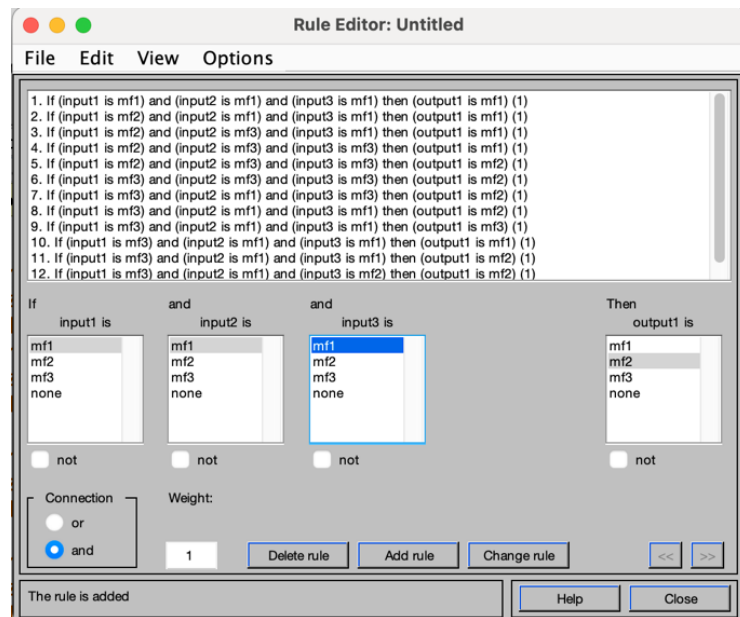 Rule Editor: Untitled
File Edit View Options
1. If (input1 is mf1) and (input2 is mf1) and (input3 is mf1) then (output1 is mf1) (1)
2. If (input1 is mf2) and (input2 is mf1) and (input3 is mf1) then (output1 is mf1) (1)
3. If (input1 is mf2) and (input2 is mf3) and (input3 is mf1) then (output1 is mf1) (1)
4. If (input1 is mf2) and (input2 is mf3) and (input3 is mf3) then (output1 is mf1) (1)
5. If (input1 is mf2) and (input2 is mf3) and (input3 is mf3) then (output1 is mf2) (1)
6. If (input1 is mf3) and (input2 is mf3) and (input3 is mf3) then (output1 is mf2) (1)
7. If (input1 is mf3) and (input2 is mf1) and (input3 is mf3) then (output1 is mf2) (1)
8. If (input1 is mf3) and (input2 is mf1) and (input3 is mf1) then (output1 is mf2) (1)
9. If (input1 is mf3) and (input2 is mf1) and (input3 is mf1) then (output1 is mf3) (1)
10. If (input1 is mf3) and (input2 is mf1) and (input3 is mf1) then (output1 is mf1) (1)
11. If (input1 is mf3) and (input2 is mf1) and (input3 is mf1) then (output1 is mf2) (1)
12. If (input1 is mf3) and (input2 is mf1) and (input3 is mf2) then (output1 is mf2) (1)
If and and Then
input1 is input2 is input3 is output1 is
mf1 mf1 mf1 mf1
mf2 mf2 mf2 mf2
mf3 mf3 mf3 mf3
none none none none
not not not not
Connection Weight:
or
and 1 Delete rule Add rule Change rule << >>
The rule is added Help Close